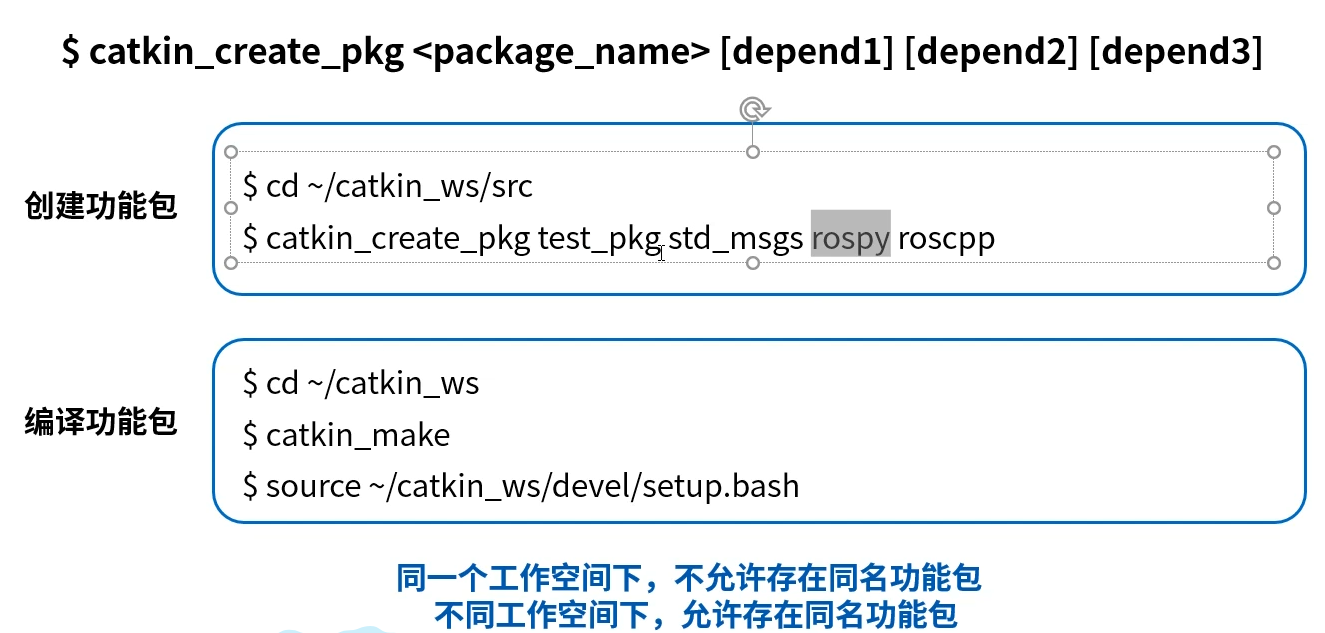 $ catkin_create_pkg <package_name> [depend1] [depend2] [depend3]
创建功能包
$ cd ~/catkin_ws/src
$ catkin_create_pkg test_pkg std_msgs rospy roscpp
编译功能包
$ cd ~/catkin_ws
$ catkin_make
$ source ~/catkin_ws/devel/setup.bash
同一个工作空间下，不允许存在同名功能包
不同工作空间下，允许存在同名功能包